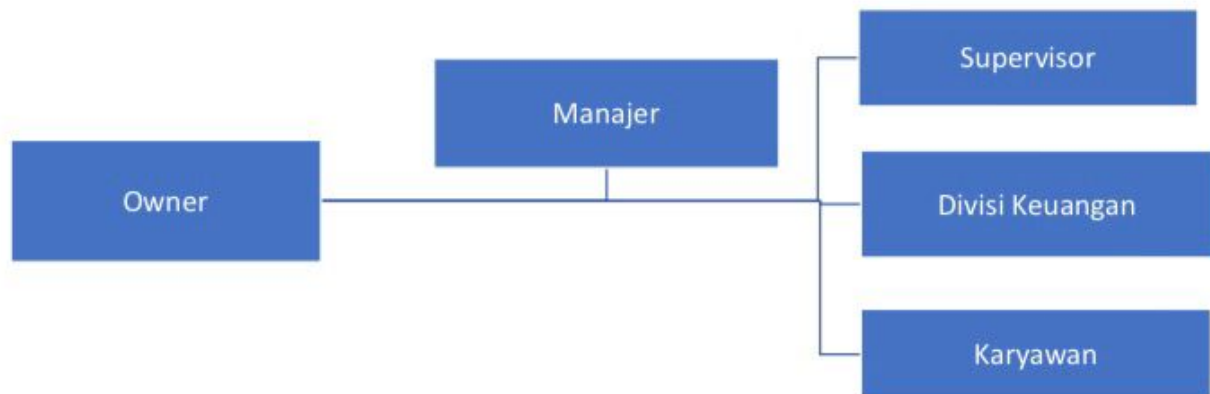 Owner
Manajer
Supervisor
Divisi Keuangan
Karyawan